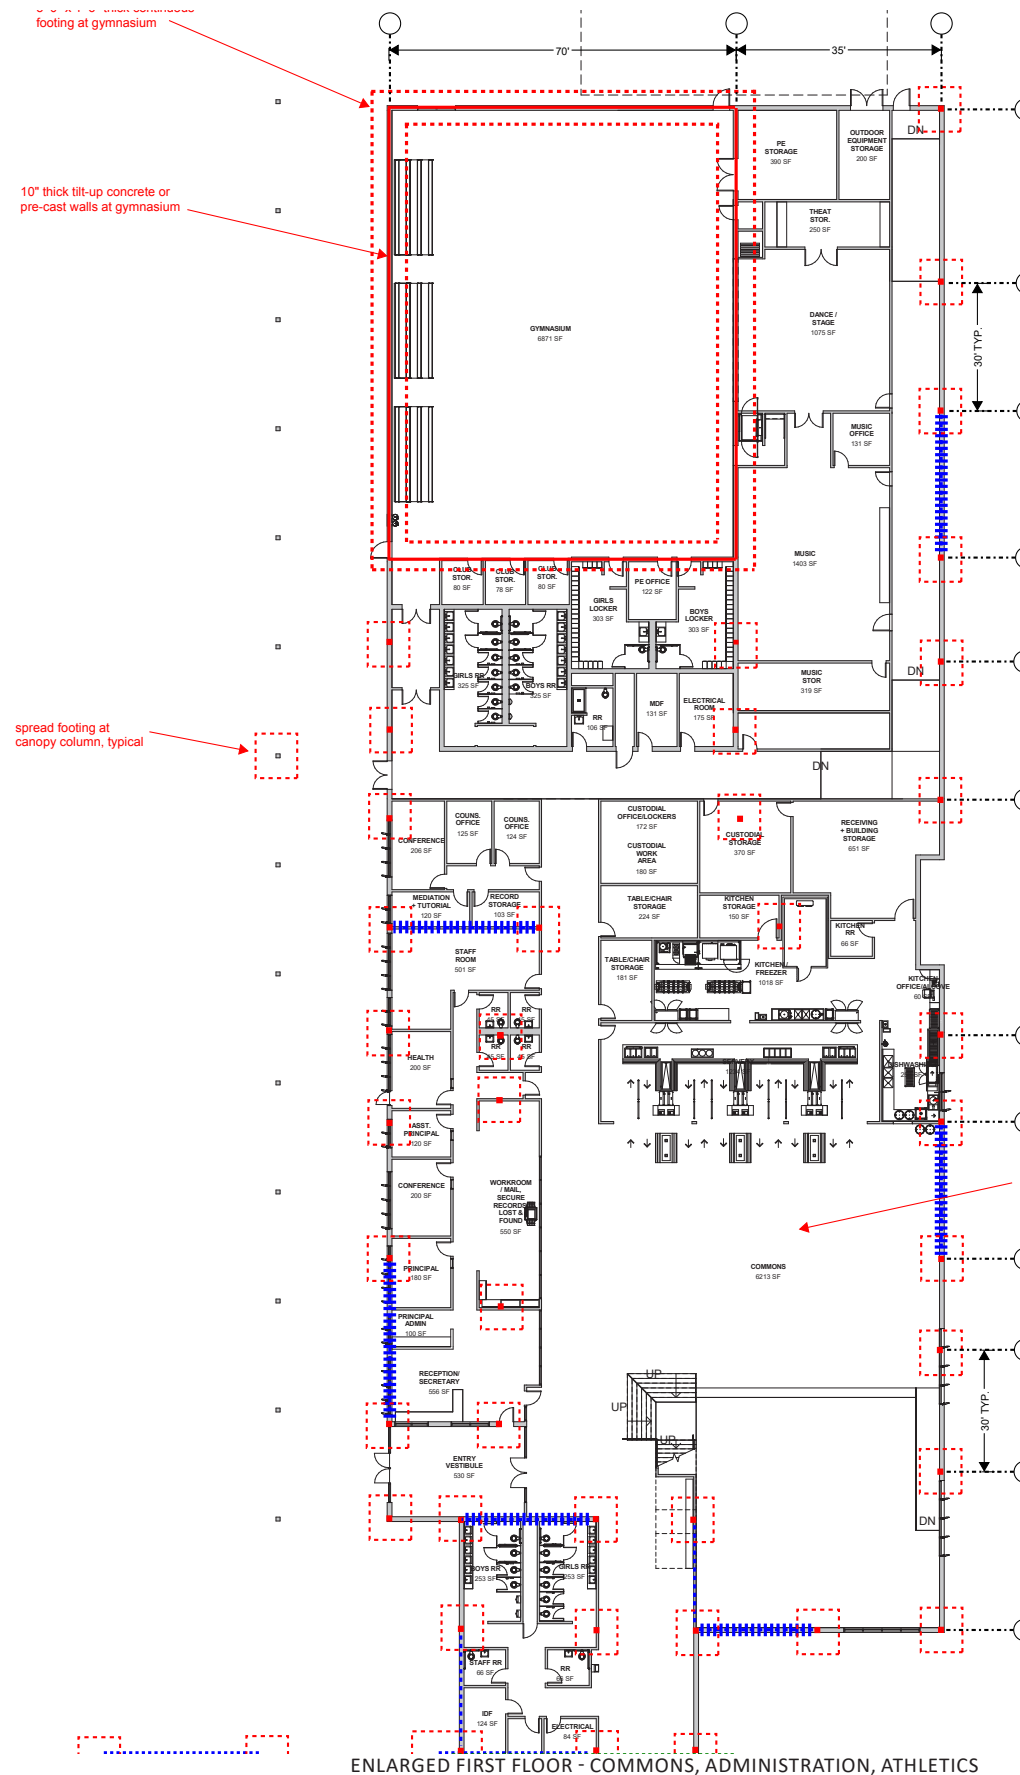 footing at gymnasium
70'
35'
10" thick tilt-up concrete or
pre-cast walls at gymnasium
PE
STORAGE
390 SF
OUTDOOR
EQUIPMENT
STORAGE
200 SF
DN
THEAT
STOR.
250 SF
GYMNASIUM
6871 SF
DANCE /
STAGE
1075 SF
30' TYP.
MUSIC
OFFICE
131 SF
MUSIC
1403 SF
CLUB
STOR.
80 SF
CLUB
STOR.
78 SF
CLUB
STOR.
80 SF
PE OFFICE
122 SF
GIRLS
LOCKER
303 SF
BOYS
LOCKER
303 SF
GIRLS RR
325 SF
BOYS RR
325 SF
MUSIC
STOR
319 SF
DN
RR
106 SF
MDF
131 SF
ELECTRICAL
ROOM
175 SF
spread footing at
canopy column, typical
DN
CONFERENCE
206 SF
COUNS.
OFFICE
125 SF
COUNS.
OFFICE
124 SF
CUSTODIAL
OFFICE/LOCKERS
172 SF
CUSTODIAL
WORK
AREA
180 SF
CUSTODIAL
STORAGE
370 SF
RECEIVING
+ BUILDING
STORAGE
651 SF
MEDIATION
+ TUTORIAL
120 SF
RECORD
STORAGE
103 SF
TABLE/CHAIR
STORAGE
224 SF
KITCHEN
STORAGE
150 SF
KITCHEN
RR
66 SF
STAFF
ROOM
501 SF
TABLE/CHAIR
STORAGE
181 SF
KITCHEN /
FREEZER
1018 SF
KITCHEN
OFFICE/ALCOVE
60
RR
RR
RR
RR
HEALTH
200 SF
ASST.
PRINCIPAL
120 SF
CONFERENCE
200 SF
WORKROOM
/ MAIL,
SECURE
RECORDS,
LOST &
FOUND
550 SF
PRINCIPAL
180 SF
COMMONS
6213 SF
PRINCIPAL
ADMIN
100 SF
RECEPTION/
SECRETARY
556 SF
UP
UP
UP
30' TYP.
ENTRY
VESTIBULE
530 SF
DN
BOYS RR
253 SF
GIRLS RR
253 SF
STAFF RR
66 SF
RR
66 SF
IDF
124 SF
ELECTRICAL
84 SF
ENLARGED FIRST FLOOR - COMMONS, ADMINISTRATION, ATHLETICS